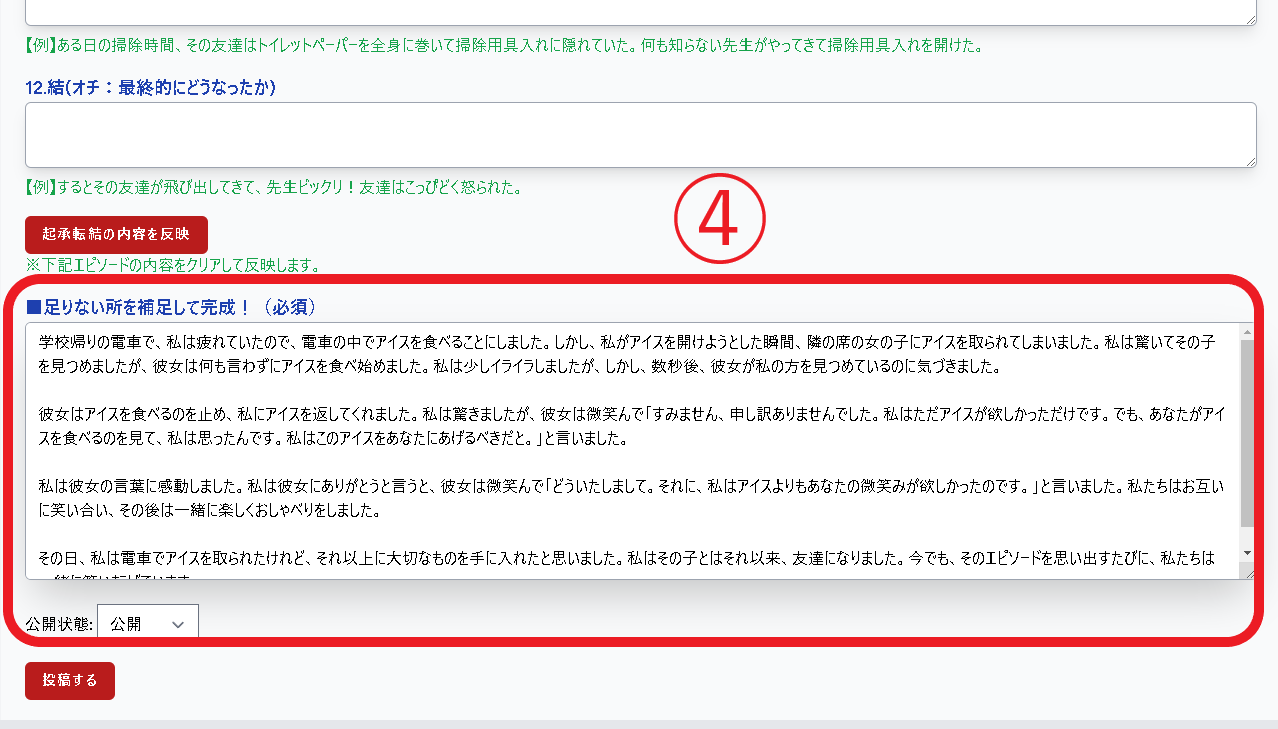 【例】ある日の掃除時間、その友達はトイレットペーパーを全身に巻いて掃除用具入れに隠れていた。何も知らない先生がやってきて掃除用具入れを開けた。
12.結(オチ：最終的にどうなったか)
【例】するとその友達が飛び出してきて、先生ビックリ！友達はこっぴどく怒られた。
④
起承転結の内容を反映
※下記エピソードの内容をクリアして反映します。
■足りない所を補足して完成！（必須）
学校帰りの電車で、私は疲れていたので、電車の中でアイスを食べることにしました。しかし、私がアイスを開けようとした瞬間、隣の席の女の子にアイスを取られてしまいました。私は驚いてその子
を見つめましたが、彼女は何も言わずにアイスを食べ始めました。私は少しイライラしましたが、しかし、数秒後、彼女が私の方を見つめているのに気づきました。
彼女はアイスを食べるのを止め、私にアイスを返してくれました。私は驚きましたが、彼女は微笑んで「すみません、申し訳ありませんでした。私はただアイスが欲しかっただけです。でも、あなたがアイ
スを食べるのを見て、私は思ったんです。私はこのアイスをあなたにあげるべきだと。」と言いました。
私は彼女の言葉に感動しました。私は彼女にありがとうと言うと、彼女は微笑んで「どういたしまして。それに、私はアイスよりもあなたの微笑みが欲しかったのです。」と言いました。私たちはお互い
に笑い合い、その後は一緒に楽しくおしゃべりをしました。
その日、私は電車でアイスを取られたけれど、それ以上に大切なものを手に入れたと思いました。私はその子とはそれ以来、友達になりました。今でも、そのエピソードを思い出すたびに、私たちは
公開状態: 公開
投稿する